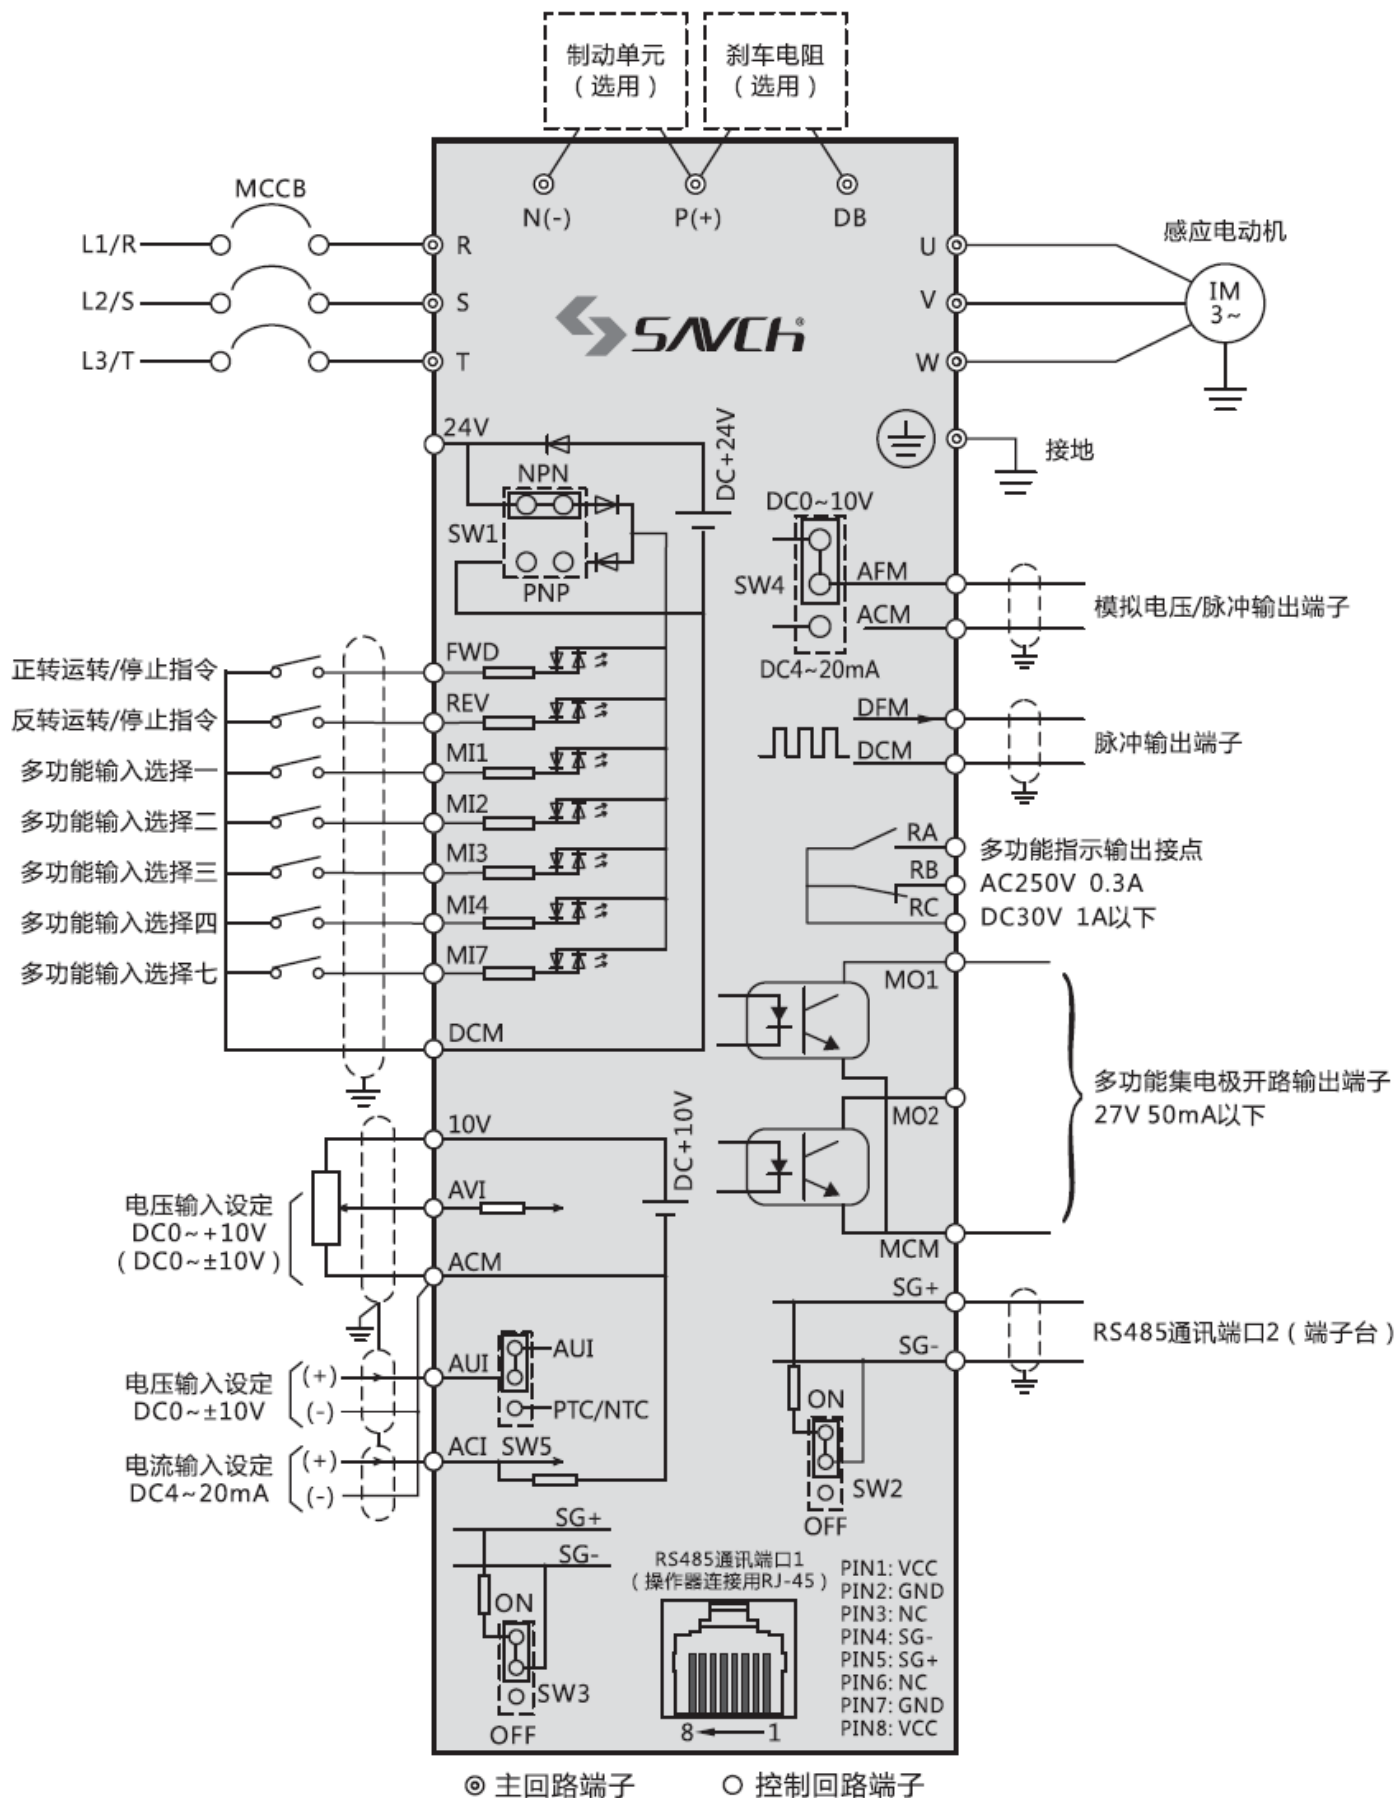 制动单元
（选用）
刹车电阻
（选用）
N(-)
P(+)
DB
MCCB
L1/R
R
L2/S
S
L3/T
T
U
V
W
感应电动机
IM
3~
SAVCh®
24V
DC+24V
NPN
SW1
PNP
接地
DC0~10V
SW4
AFM
ACM
DC4~20mA
模拟电压/脉冲输出端子
正转运转/停止指令
FWD
反转运转/停止指令
REV
多功能输入选择一
MI1
多功能输入选择二
MI2
多功能输入选择三
MI3
多功能输入选择四
MI4
多功能输入选择七
MI7
DCM
DFM
DCM
脉冲输出端子
RA
RB
RC
多功能指示输出接点
AC250V 0.3A
DC30V 1A以下
MO1
MO2
MCM
多功能集电极开路输出端子
27V 50mA以下
10V
DC+10V
AVI
ACM
电压输入设定
DC0~+10V
（DC0~±10V）
AUI
AUI
PTC/NTC
电压输入设定
DC0~±10V
(+)
(-)
ACI
SW5
电流输入设定
DC4~20mA
(+)
(-)
SG+
SG-
RS485通讯端口2（端子台）
ON
SW2
OFF
SG+
SG-
ON
SW3
OFF
RS485通讯端口1
（操作器连接用RJ-45）
8
1
PIN1: VCC
PIN2: GND
PIN3: NC
PIN4: SG-
PIN5: SG+
PIN6: NC
PIN7: GND
PIN8: VCC
主回路端子
控制回路端子